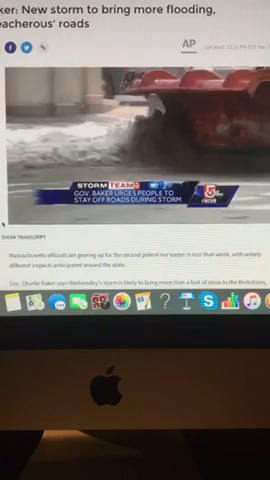 ker: New storm to bring more flooding,
eacherous' roads
AP
STORM TEAM 5
GOV. BAKER URGES PEOPLE TO
STAY OFF ROADS DURING STORM
5
SHOW TRANSCRIPT
Massachusetts officials are gearing up for the second potent nor'easter in less than week, with widely
different impacts anticipated around the state.
Gov. Charlie Baker says Wednesday's storm is likely to bring more than a foot of snow to the Berkshires,